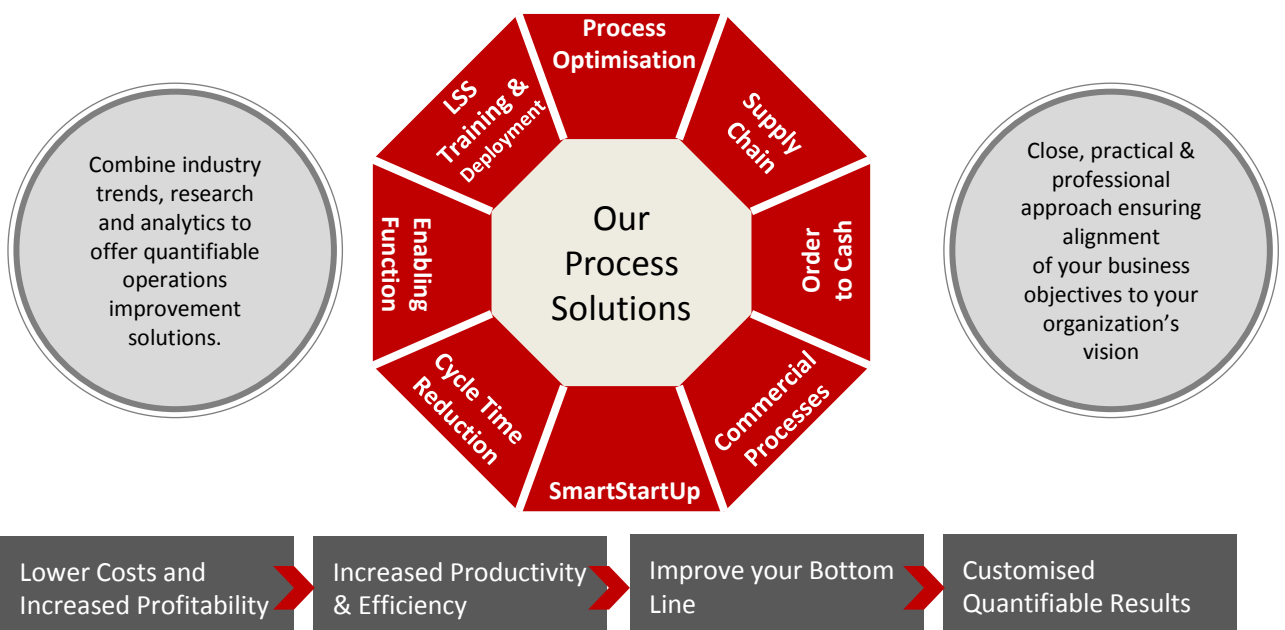 Process
Optimisation
LSS
Training &
Deployment
Supply
Chain
Combine industry
trends, research
and analytics to
offer quantifiable
operations
improvement
solutions.
Our
Process
Solutions
Close, practical &
professional
approach ensuring
alignment
of your business
objectives to your
organization's
vision
Enabling
Function
Order
to Cash
Cycle Time
Reduction
Commercial
Processes
SmartStartUp
Lower Costs and
Increased Profitability
Increased Productivity
& Efficiency
Improve your Bottom
Line
Customised
Quantifiable Results